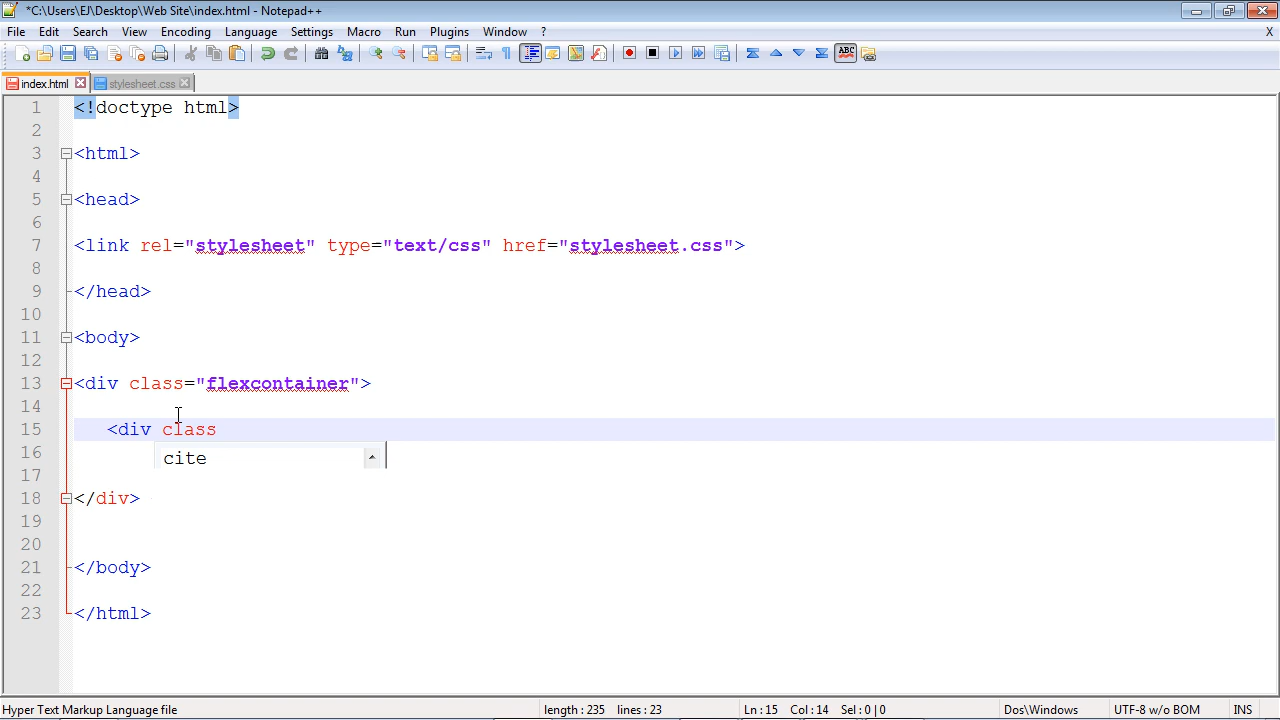 *C:\Users\EJ\Desktop\Web Site\index.html - Notepad++
File Edit Search View Encoding Language Settings Macro Run Plugins Window ? X
index.html stylesheet.css
1 <!doctype html>
2
3 <html>
4
5 <head>
6
7 <link rel="stylesheet" type="text/css" href="stylesheet.css">
8
9 </head>
10
11 <body>
12
13 <div class="flexcontainer">
14
15 <div class
16 cite
17
18 </div>
19
20
21 </body>
22
23 </html>
Hyper Text Markup Language file length : 235 lines : 23 Ln : 15 Col : 14 Sel : 0 | 0 Dos\Windows UTF-8 w/o BOM INS